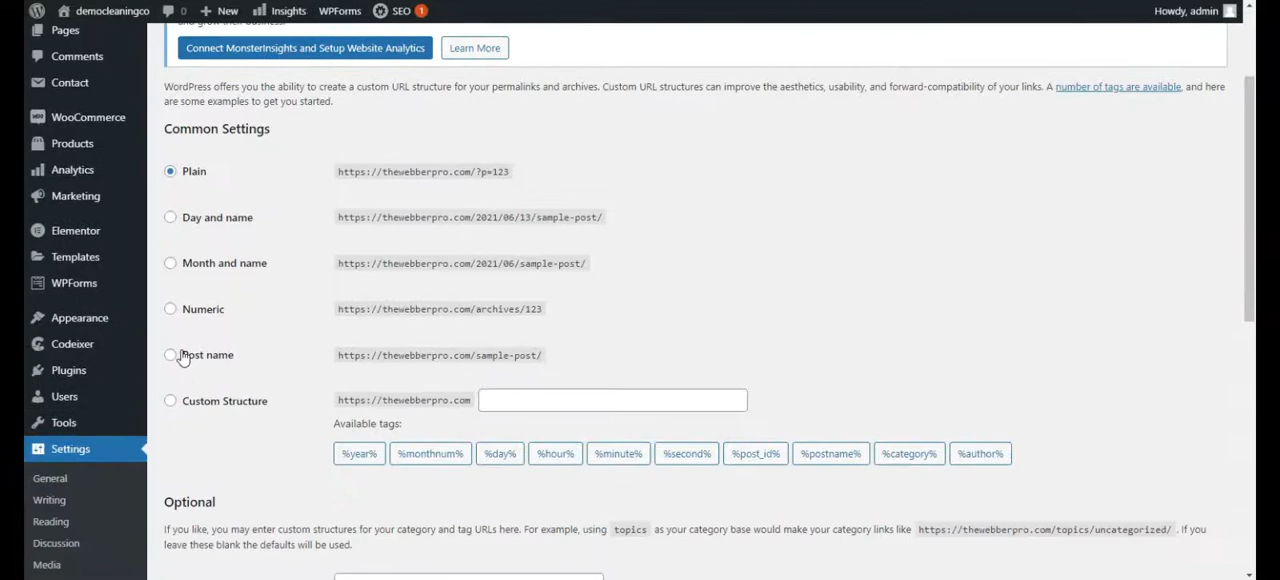 democleaningco 0 New Insights WPForms SEO 1 Howdy, admin
Pages
Comments
Contact
WooCommerce
Products
Analytics
Marketing
Elementor
Templates
WPForms
Appearance
Codeixer
Plugins
Users
Tools
Settings
General
Writing
Reading
Discussion
Media
Connect MonsterInsights and Setup Website Analytics Learn More
WordPress offers you the ability to create a custom URL structure for your permalinks and archives. Custom URL structures can improve the aesthetics, usability, and forward-compatibility of your links. A number of tags are available, and here
are some examples to get you started.
Common Settings
Plain https://thewebberpro.com/?p=123
Day and name https://thewebberpro.com/2021/06/13/sample-post/
Month and name https://thewebberpro.com/2021/06/sample-post/
Numeric https://thewebberpro.com/archives/123
Post name https://thewebberpro.com/sample-post/
Custom Structure https://thewebberpro.com
Available tags:
%year% %monthnum% %day% %hour% %minute% %second% %post_id% %postname% %category% %author%
Optional
If you like, you may enter custom structures for your category and tag URLs here. For example, using topics as your category base would make your category links like https://thewebberpro.com/topics/uncategorized/ . If you
leave these blank the defaults will be used.